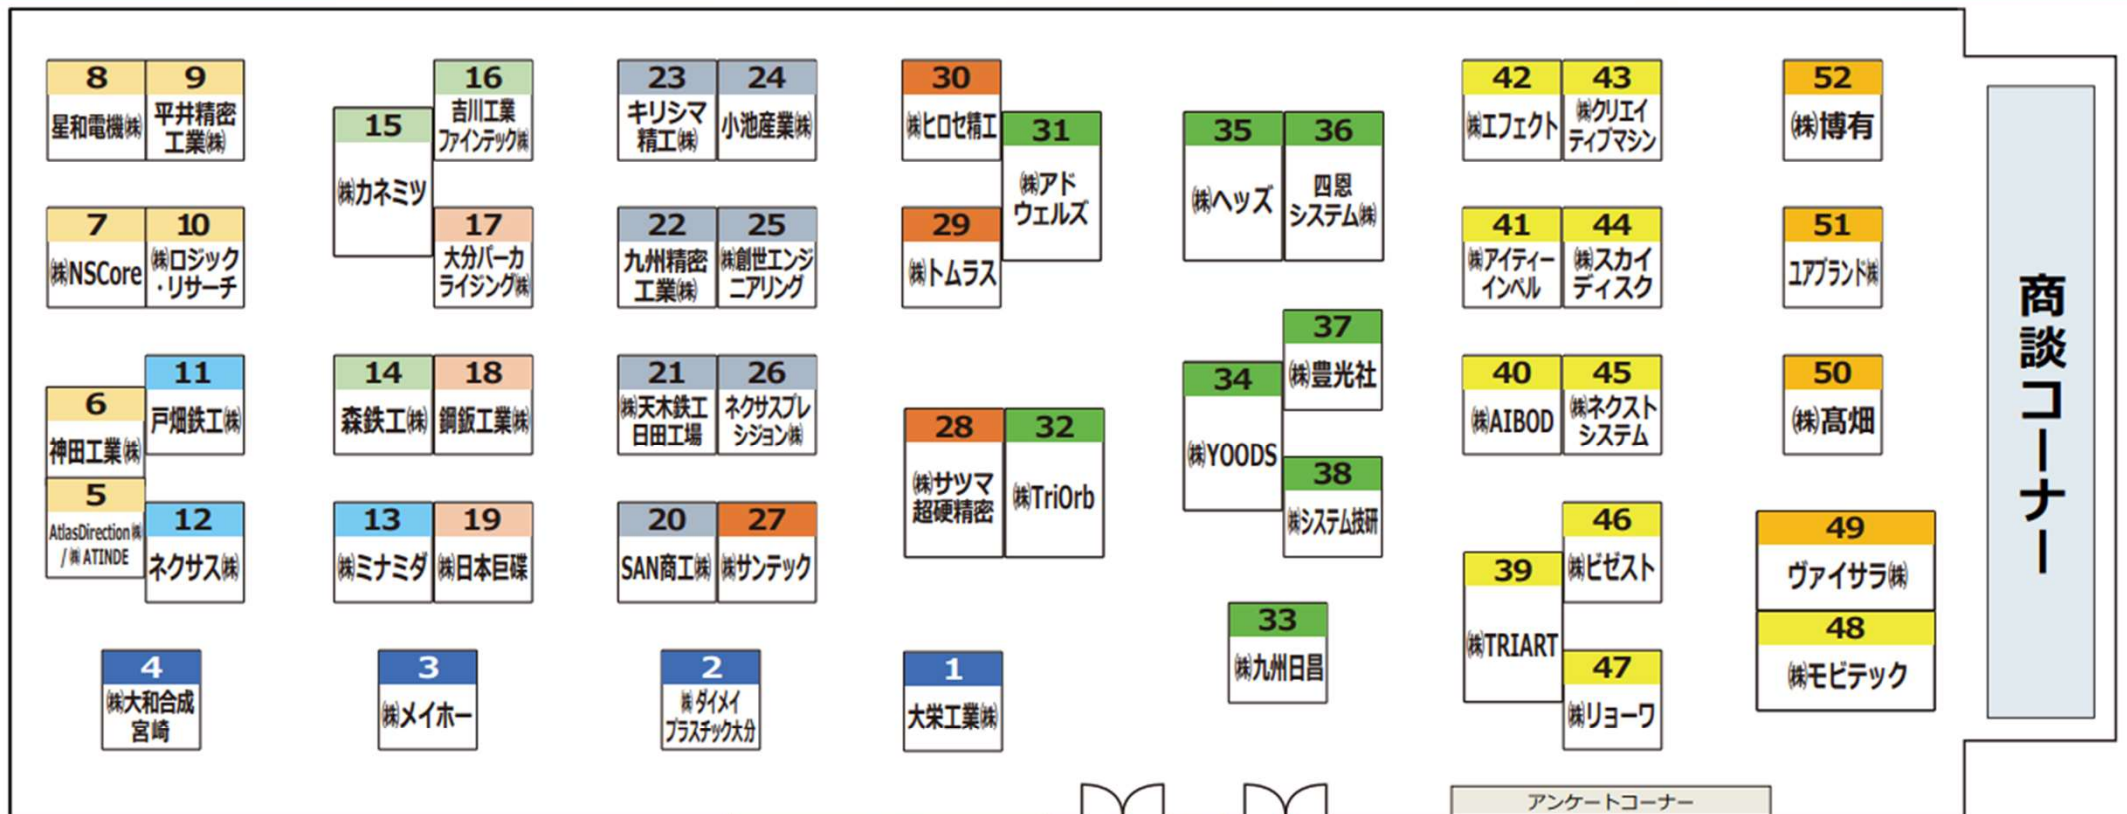 8
星和電機㈱
9
平井精密
工業㈱
16
吉川工業
ファインテック㈱
15
㈱カネミツ
23
キリシマ
精工㈱
24
小池産業㈱
30
㈱ヒロセ精工
31
㈱アド
ウェルズ
35
㈱ヘッズ
36
四恩
システム㈱
42
㈱エフェクト
43
㈱クリエイ
ティブマシン
52
㈱博有
7
㈱NSCore
10
㈱ロジック
・リサーチ
17
大分パーカ
ライジング㈱
22
九州精密
工業㈱
25
㈱創世エンジ
ニアリング
29
㈱トムラス
41
㈱アイティー
インペル
44
㈱スカイ
ディスク
51
ユアブランド㈱
商談コーナー
6
神田工業㈱
11
戸畑鉄工㈱
14
森鉄工㈱
18
鋼鈑工業㈱
21
㈱天木鉄工
日田工場
26
ネクサスプレ
シジョン㈱
28
㈱サツマ
超硬精密
32
㈱TriOrb
34
㈱YOODS
37
㈱豊光社
38
㈱システム技研
40
㈱AIBOD
45
㈱ネクスト
システム
50
㈱髙畑
5
AtlasDirection㈱
/㈱ATINDE
12
ネクサス㈱
13
㈱ミナミダ
19
㈱日本巨碟
20
SAN商工㈱
27
㈱サンテック
39
㈱TRIART
46
㈱ビゼスト
49
ヴァイサラ㈱
48
㈱モビテック
4
㈱大和合成
宮崎
3
㈱メイホー
2
㈱ダイメイ
プラスチック大分
1
大栄工業㈱
33
㈱九州日昌
47
㈱リョーワ
アンケートコーナー